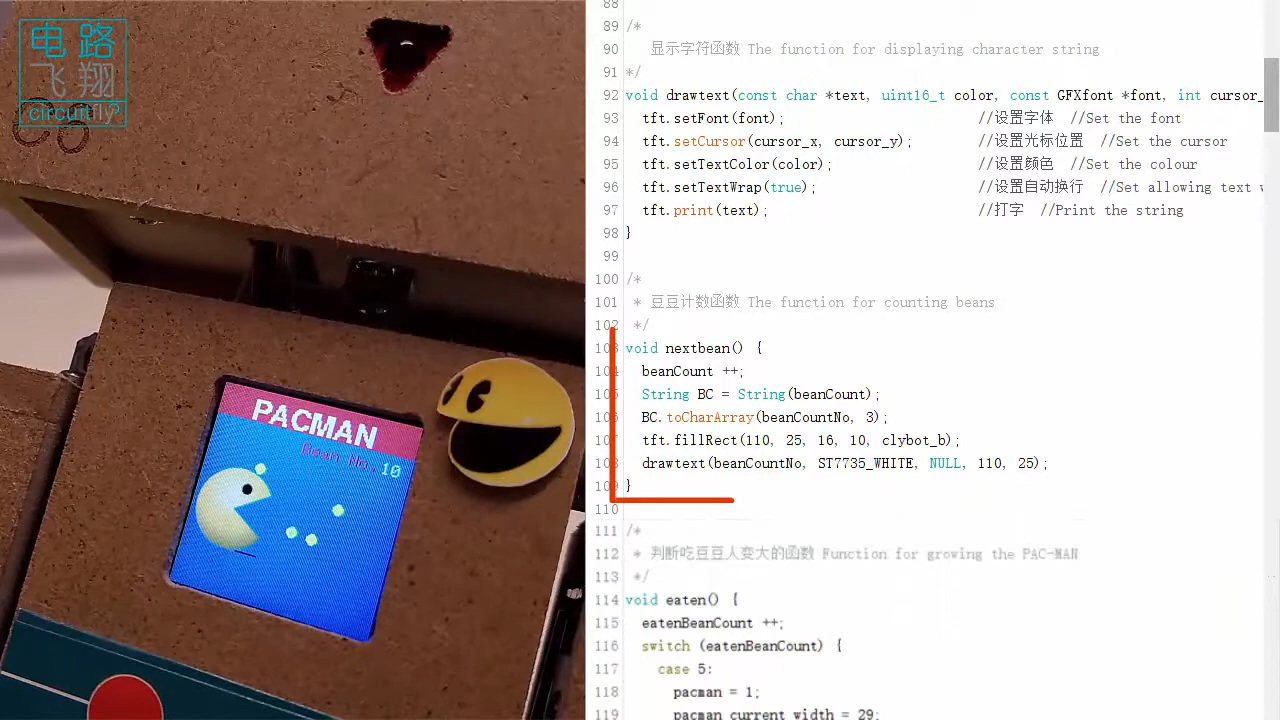 电路
飞翔
circuitfly
PACMAN
Bean No. 10
88
89 /*
90 显示字符函数 The function for displaying character string
91 */
92 void drawtext(const char *text, uint16_t color, const GFXfont *font, int cursor_
93 tft.setFont(font); //设置字体 //Set the font
94 tft.setCursor(cursor_x, cursor_y); //设置光标位置 //Set the cursor
95 tft.setTextColor(color); //设置颜色 //Set the colour
96 tft.setTextWrap(true); //设置自动换行 //Set allowing text
97 tft.print(text); //打字 //Print the string
98 }
99
100 /*
101 * 豆豆计数函数 The function for counting beans
102 */
103 void nextbean() {
104 beanCount ++;
105 String BC = String(beanCount);
106 BC.toCharArray(beanCountNo, 3);
107 tft.fillRect(110, 25, 16, 10, clybot_b);
108 drawtext(beanCountNo, ST7735_WHITE, NULL, 110, 25);
109 }
110
111 /*
112 * 判断吃豆豆人变大的函数 Function for growing the PAC-MAN
113 */
114 void eaten() {
115 eatenBeanCount ++;
116 switch (eatenBeanCount) {
117 case 5:
118 pacman = 1;
119 pacman_current_width = 29;